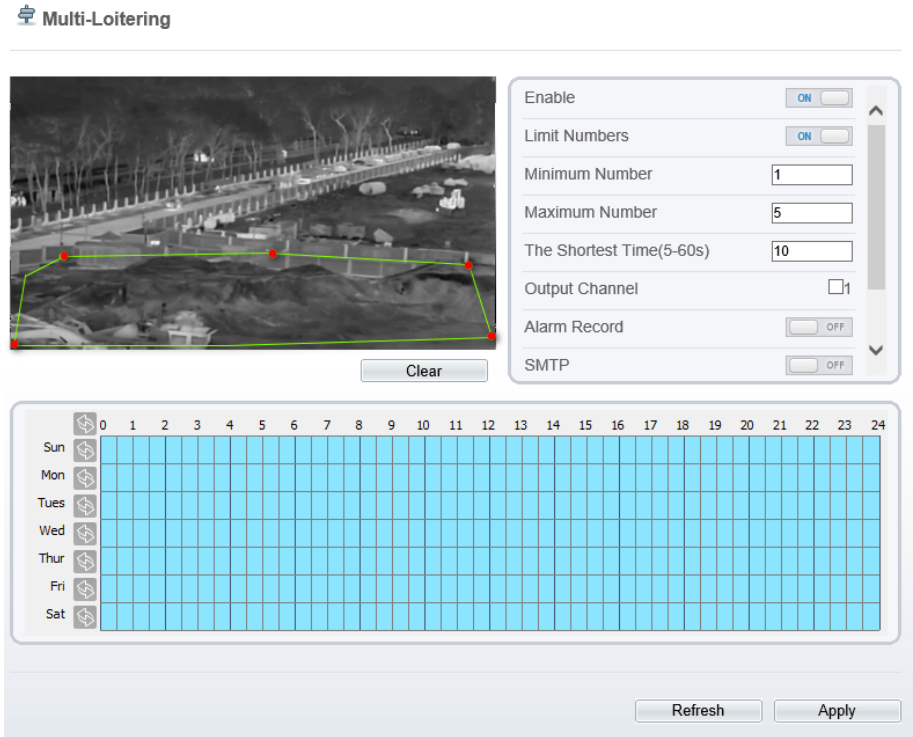 Multi-Loitering
Enable ON
Limit Numbers ON
Minimum Number 1
Maximum Number 5
The Shortest Time(5-60s) 10
Output Channel 1
Alarm Record OFF
SMTP OFF
Clear
0 1 2 3 4 5 6 7 8 9 10 11 12 13 14 15 16 17 18 19 20 21 22 23 24
Sun
Mon
Tues
Wed
Thur
Fri
Sat
Refresh Apply